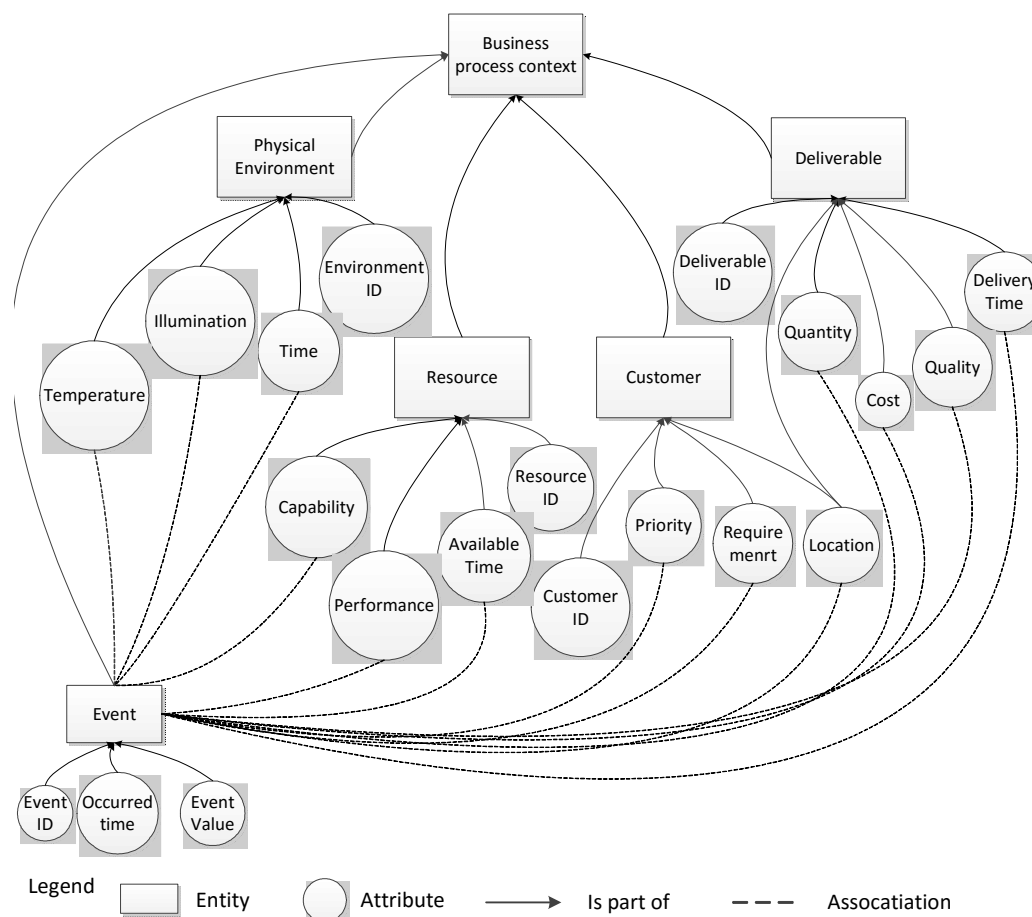 Business
process context
Physical
Environment
Deliverable
Environment
ID
Deliverable
ID
Delivery
Time
Illumination
Time
Quantity
Temperature
Resource
Customer
Quality
Cost
Capability
Resource
ID
Priority
Require
menrt
Location
Available
Time
Performance
Customer
ID
Event
Event
ID
Occurred
time
Event
Value
Legend
Entity
Attribute
Is part of
Assocatiation